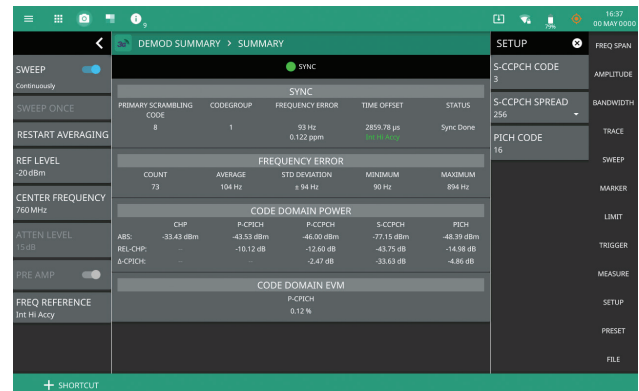 9
79%
16:37
00 MAY 0000
DEMOD SUMMARY > SUMMARY
SETUP
SWEEP
Continuously
SWEEP ONCE
RESTART AVERAGING
REF LEVEL
-20 dBm
CENTER FREQUENCY
760 MHz
ATTEN LEVEL
15 dB
PRE AMP
FREQ REFERENCE
Int Hi Accy
SYNC
SYNC
PRIMARY SCRAMBLING CODE CODEGROUP FREQUENCY ERROR TIME OFFSET STATUS
8 1 93 Hz 2859.78 µs Sync Done
0.122 ppm Int Hi Accy
FREQUENCY ERROR
COUNT AVERAGE STD DEVIATION MINIMUM MAXIMUM
73 104 Hz ± 94 Hz 90 Hz 894 Hz
CODE DOMAIN POWER
CHP P-CPICH P-CCPCH S-CCPCH PICH
ABS: -33.43 dBm -43.53 dBm -46.00 dBm -77.15 dBm -48.39 dBm
REL-CHP: -- -10.12 dB -12.60 dB -43.75 dB -14.98 dB
Δ-CPICH: -- -- -2.47 dB -33.63 dB -4.86 dB
CODE DOMAIN EVM
P-CPICH
0.12 %
S-CCPCH CODE
3
S-CCPCH SPREAD
256
PICH CODE
16
FREQ SPAN
AMPLITUDE
BANDWIDTH
TRACE
SWEEP
MARKER
LIMIT
TRIGGER
MEASURE
SETUP
PRESET
FILE
+ SHORTCUT